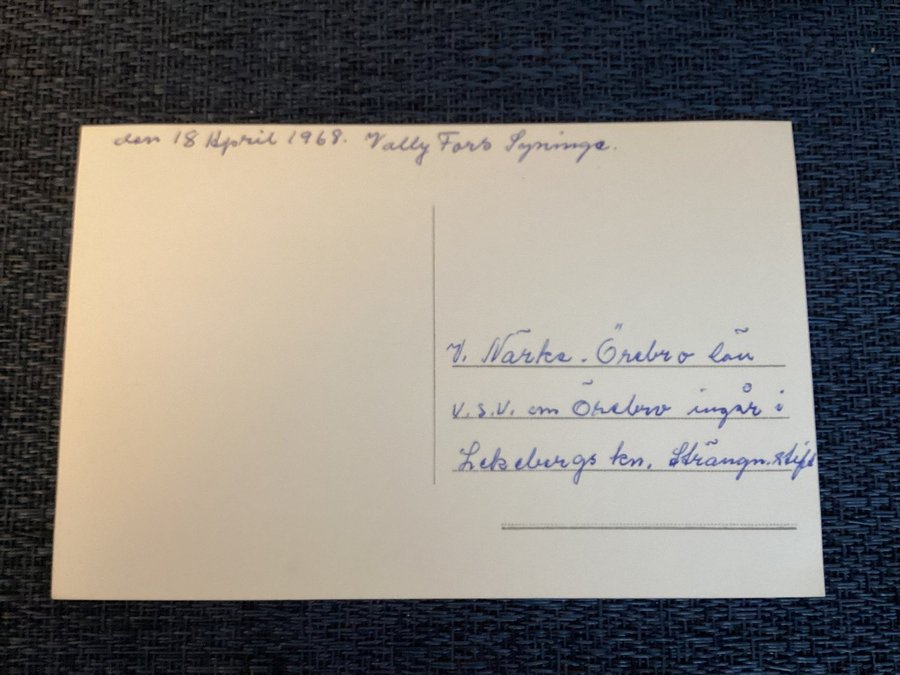 den 18 April 1968. Vally Fors Syninge.
V. Närke. Örebro län
v.s.v. om Örebro ingår i
Lekebergs kn. Strängn. stift